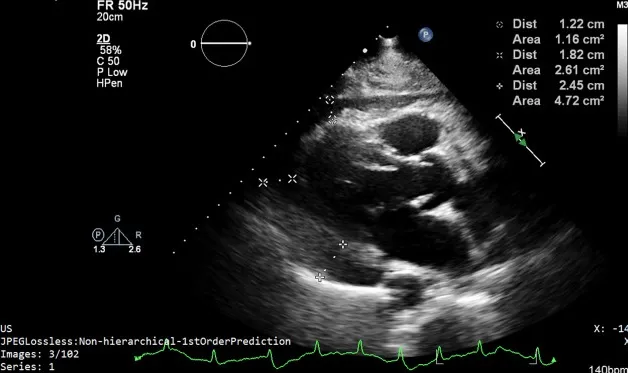 FR 50Hz
20cm
2D
58%
C 50
P Low
HPen
0
P
M3
Dist 1.22 cm
Area 1.16 cm²
Dist 1.82 cm
Area 2.61 cm²
Dist 2.45 cm
Area 4.72 cm²
x
G
P R
1.3 2.6
US
JPEGLossless:Non-hierarchical-1stOrderPrediction
Images: 3/102
Series: 1
X: -14
X
140bpm